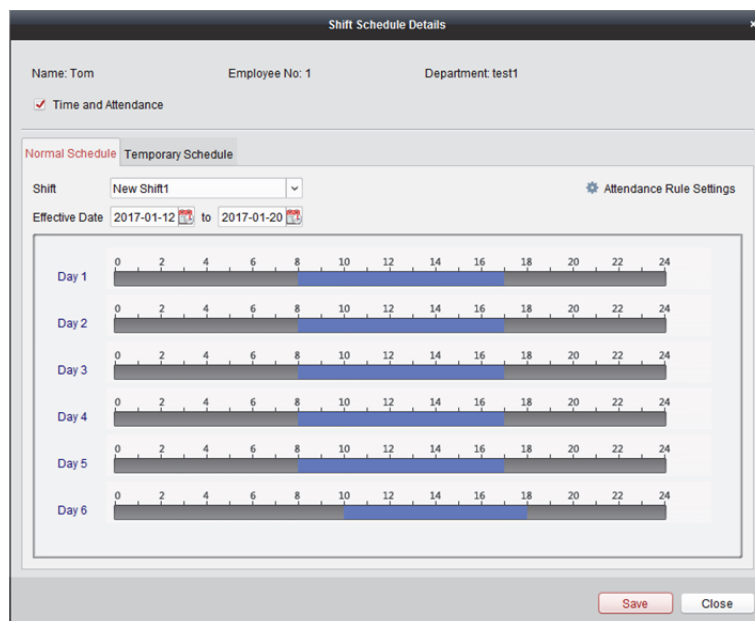 Shift Schedule Details
Name: Tom Employee No: 1 Department: test1
Time and Attendance
Normal Schedule Temporary Schedule
Shift New Shift1 Attendance Rule Settings
Effective Date 2017-01-12 to 2017-01-20
0 2 4 6 8 10 12 14 16 18 20 22 24
Day 1
0 2 4 6 8 10 12 14 16 18 20 22 24
Day 2
0 2 4 6 8 10 12 14 16 18 20 22 24
Day 3
0 2 4 6 8 10 12 14 16 18 20 22 24
Day 4
0 2 4 6 8 10 12 14 16 18 20 22 24
Day 5
0 2 4 6 8 10 12 14 16 18 20 22 24
Day 6
Save Close